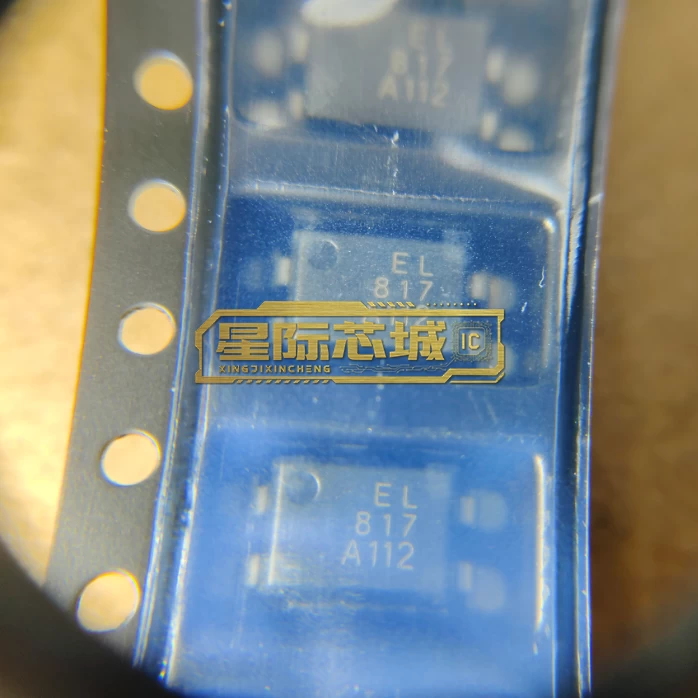 EL
817
A112
EL
817
星际芯城
IC
XINGJIXINCHENG
EL
817
A112